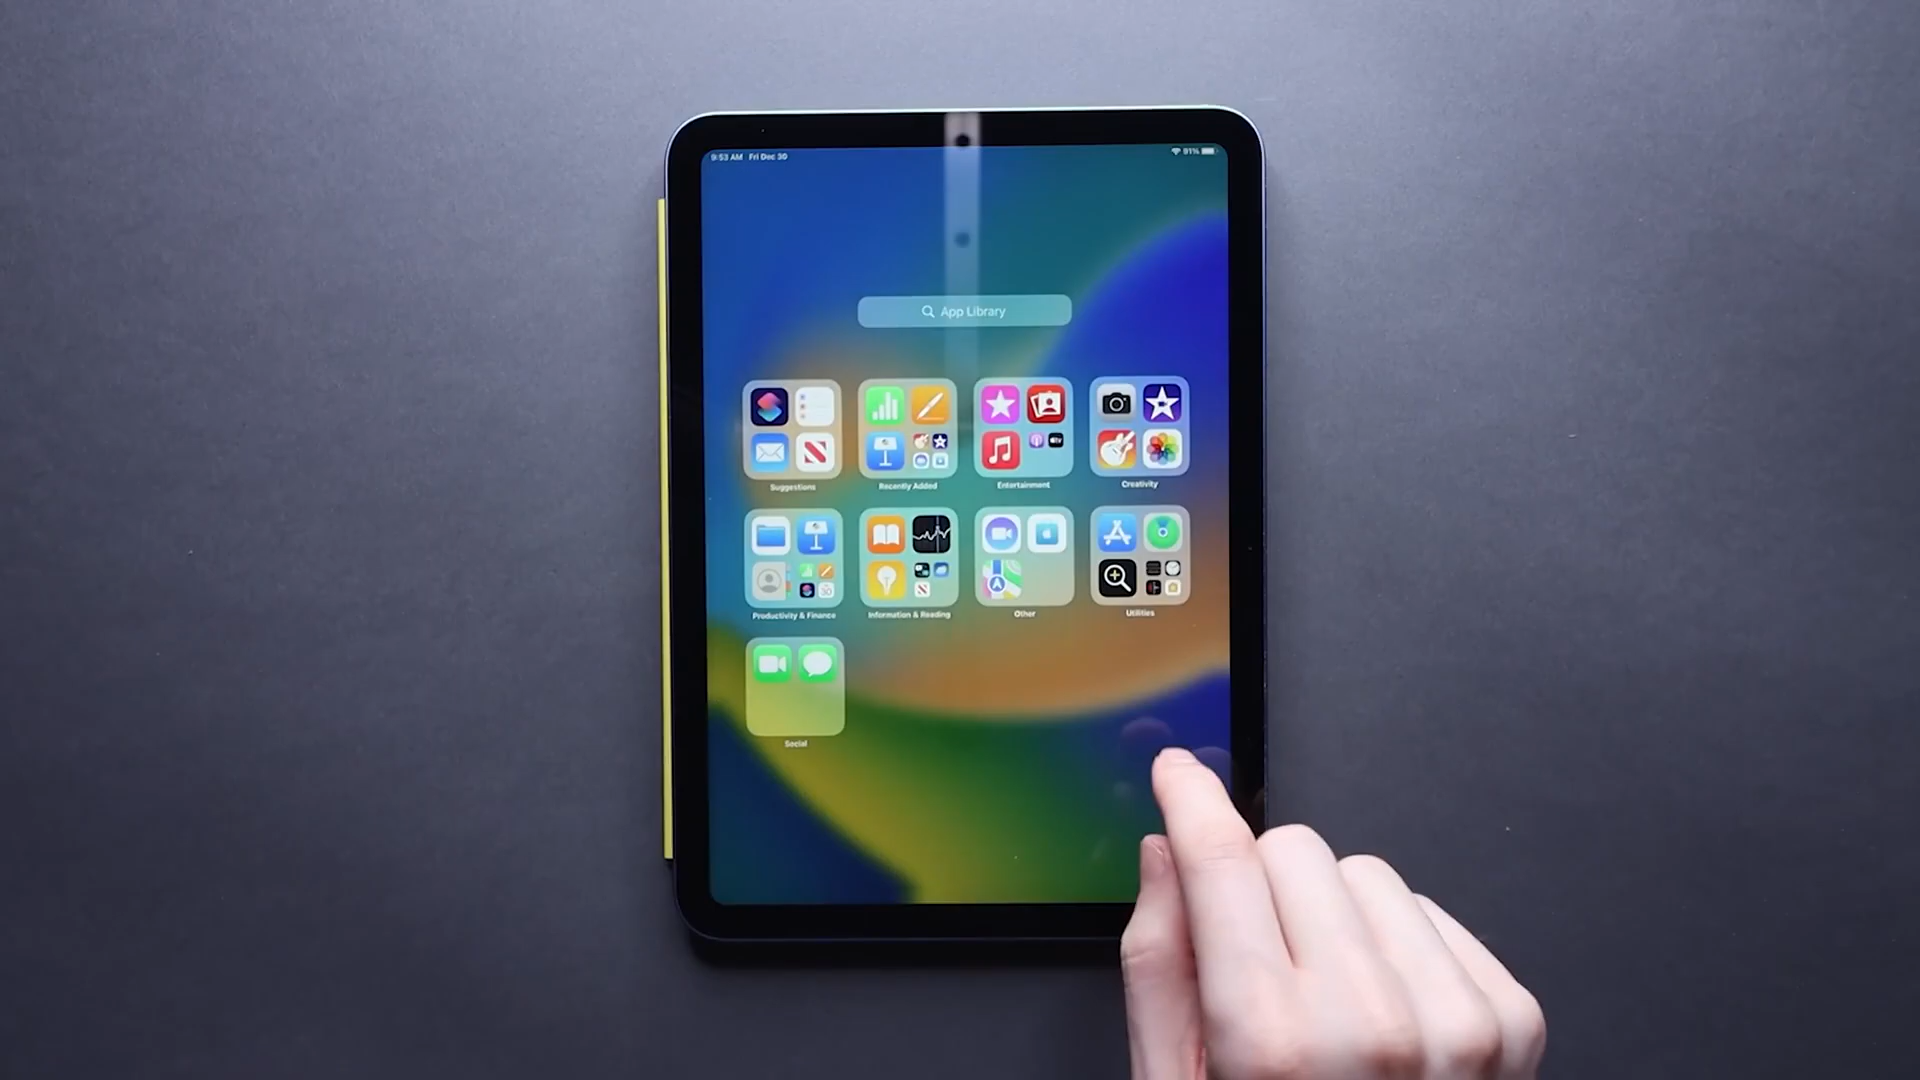 9:53 AM Fri Dec 30
91%
App Library
Suggestions
Recently Added
Entertainment
Creativity
Productivity & Finance
Information & Reading
Other
Utilities
Social